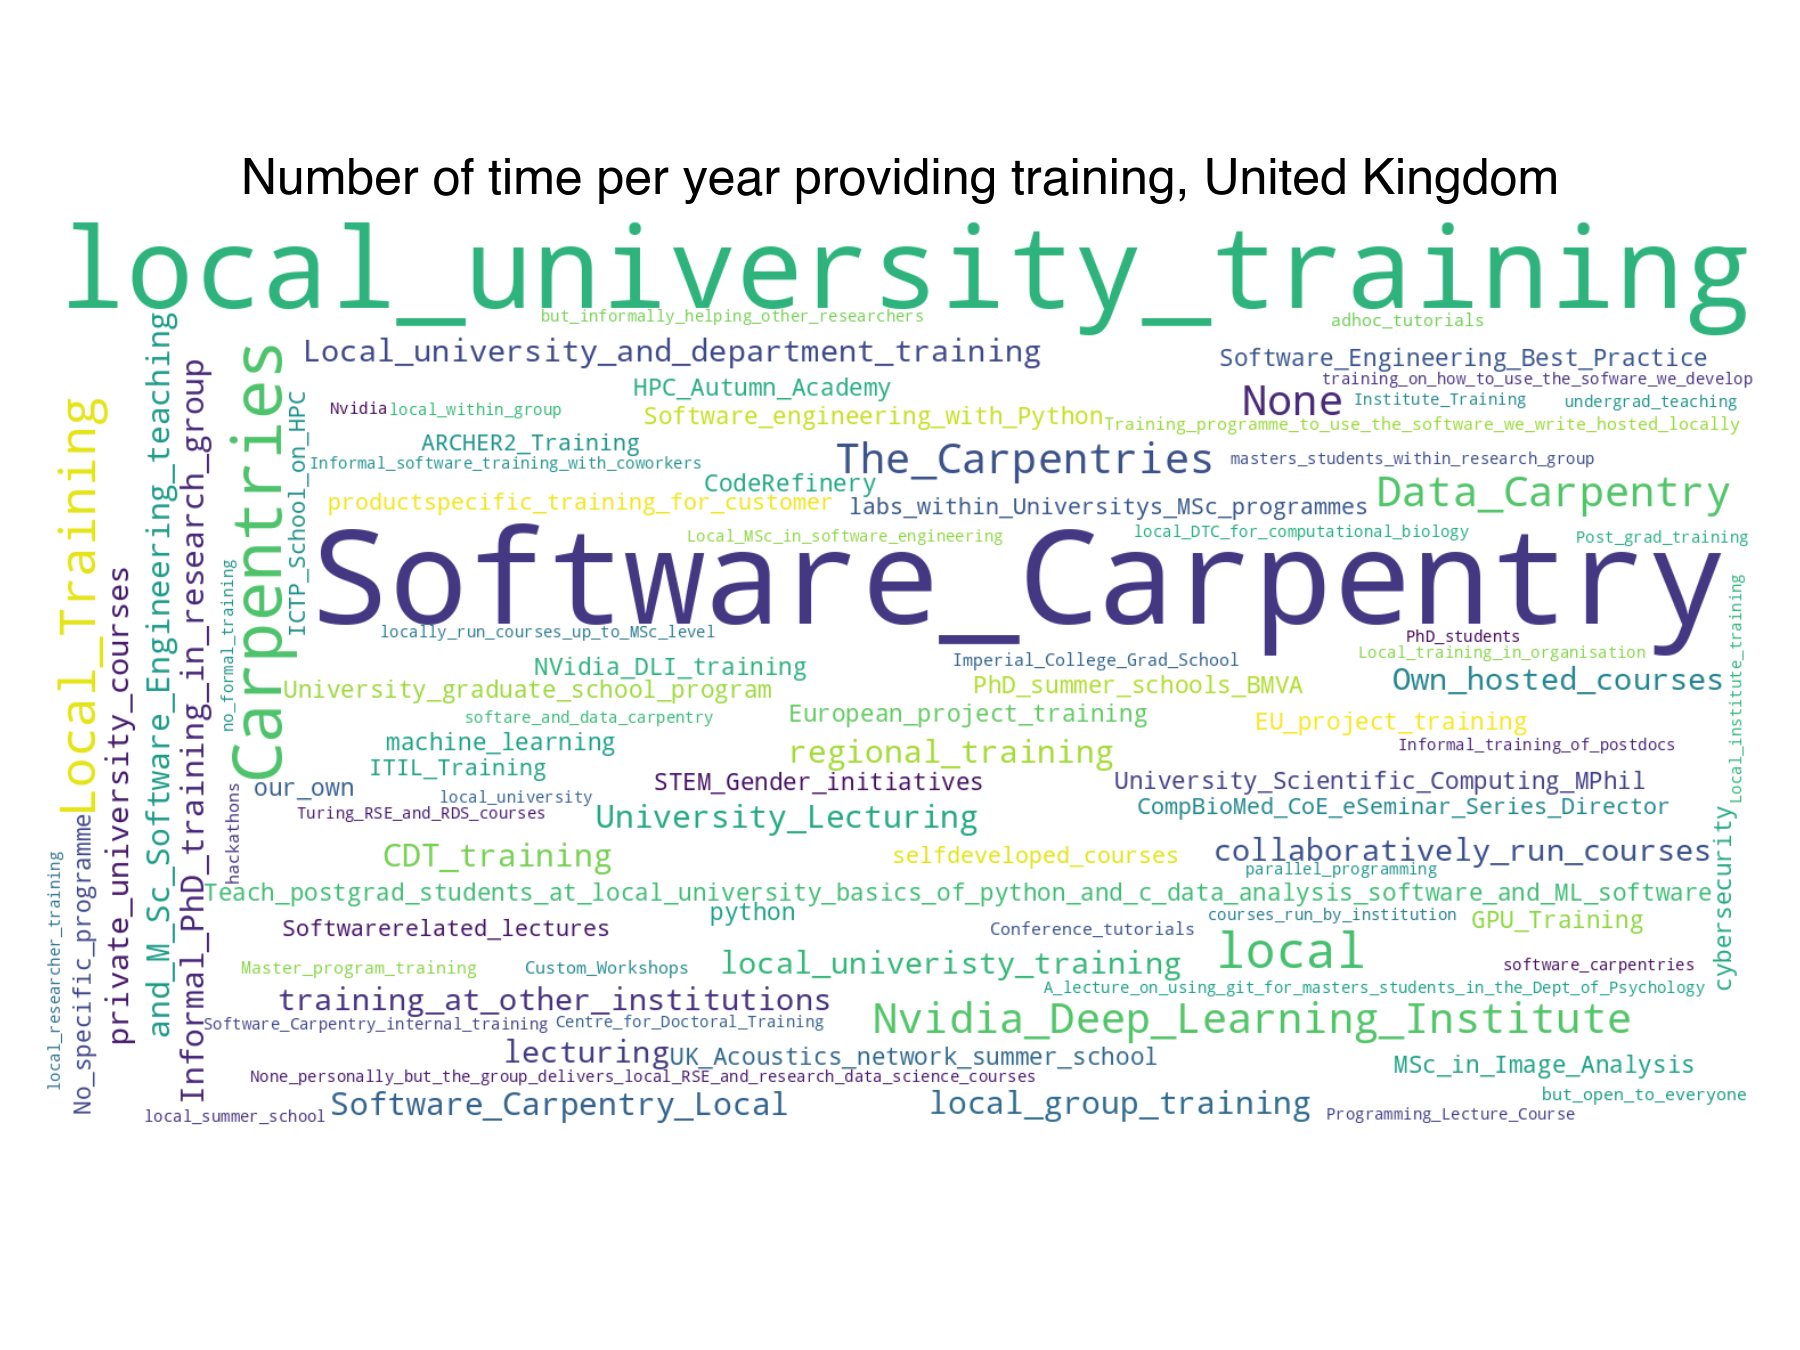 Number of time per year providing training, United Kingdom
local_university_training
but_informally_helping_other_researchers
adhoc_tutorials
Local_university_and_department_training
Software_Engineering_Best_Practice
training_on_how_to_use_the_sofware_we_develop
HPC_Autumn_Academy
None
Institute_Training
undergrad_teaching
Nvidia
local_within_group
Software_engineering_with_Python
Training_programme_to_use_the_software_we_write_hosted_locally
ARCHER2_Training
The_Carpentries
masters_students_within_research_group
Informal_software_training_with_coworkers
CodeRefinery
Data_Carpentry
productspecific_training_for_customer
labs_within_Universitys_MSc_programmes
Local_MSc_in_software_engineering
local_DTC_for_computational_biology
Post_grad_training
Software_Carpentry
locally_run_courses_up_to_MSc_level
PhD_students
Local_training_in_organisation
NVidia_DLI_training
Imperial_College_Grad_School
University_graduate_school_program
PhD_summer_schools_BMVA
Own_hosted_courses
softare_and_data_carpentry
European_project_training
EU_project_training
machine_learning
regional_training
Informal_training_of_postdocs
ITIL_Training
our_own
STEM_Gender_initiatives
University_Scientific_Computing_MPhil
local_university
CompBioMed_CoE_eSeminar_Series_Director
Turing_RSE_and_RDS_courses
University_Lecturing
CDT_training
selfdeveloped_courses
collaboratively_run_courses
parallel_programming
Teach_postgrad_students_at_local_university_basics_of_python_and_c_data_analysis_software_and_ML_software
python
courses_run_by_institution
GPU_Training
Softwarerelated_lectures
Conference_tutorials
local
Master_program_training
Custom_Workshops
local_univeristy_training
software_carpentries
A_lecture_on_using_git_for_masters_students_in_the_Dept_of_Psychology
training_at_other_institutions
Nvidia_Deep_Learning_Institute
Software_Carpentry_internal_training
Centre_for_Doctoral_Training
lecturing
UK_Acoustics_network_summer_school
MSc_in_Image_Analysis
None_personally_but_the_group_delivers_local_RSE_and_research_data_science_courses
but_open_to_everyone
Software_Carpentry_Local
local_group_training
Programming_Lecture_Course
local_summer_school
local_researcher_training
Local_Training
No_specific_programme
private_university_courses
and_M_Sc_Software_Engineering_teaching
Informal_PhD_training_in_research_group
no_formal_training
hackathons
Carpentries
ICTP_School_on_HPC
cybersecurity
Local_institute_training